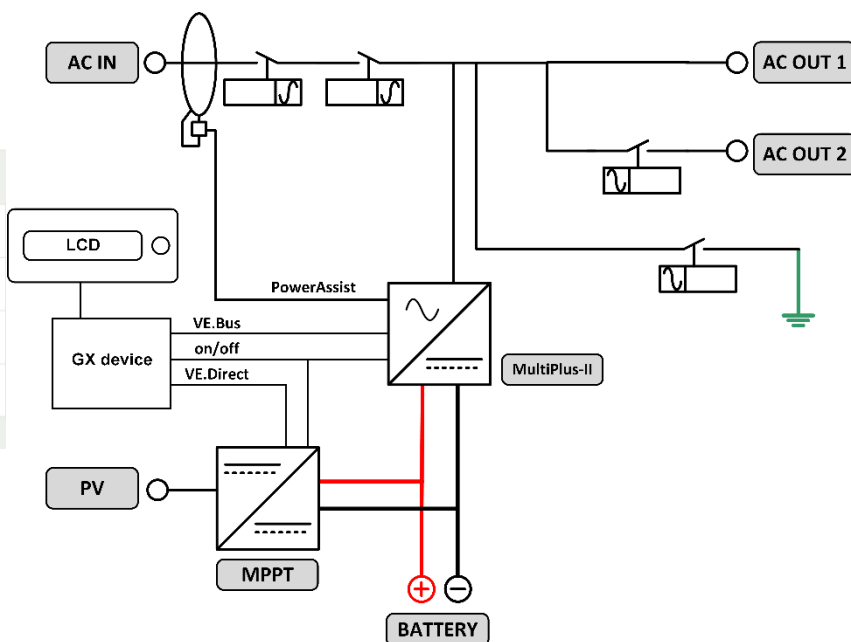 AC IN
AC OUT 1
AC OUT 2
LCD
PowerAssist
VE.Bus
GX device
on/off
VE.Direct
MultiPlus-II
PV
MPPT
+
−
BATTERY